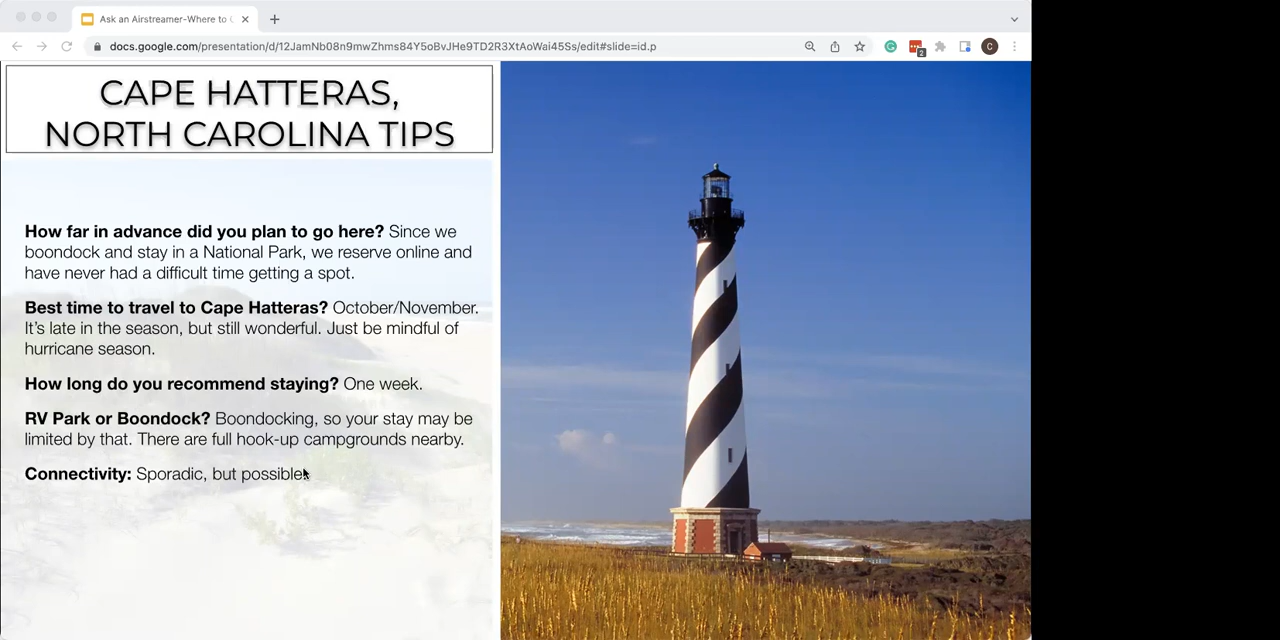 Ask an Airstreamer-Where to
docs.google.com/presentation/d/12JamNb08n9mwZhms84Y5oBvJHe9TD2R3XtAoWai45Ss/edit#slide=id.p
2
C
CAPE HATTERAS,
NORTH CAROLINA TIPS
How far in advance did you plan to go here? Since we
boondock and stay in a National Park, we reserve online and
have never had a difficult time getting a spot.
Best time to travel to Cape Hatteras? October/November.
It's late in the season, but still wonderful. Just be mindful of
hurricane season.
How long do you recommend staying? One week.
RV Park or Boondock? Boondocking, so your stay may be
limited by that. There are full hook-up campgrounds nearby.
Connectivity: Sporadic, but possible